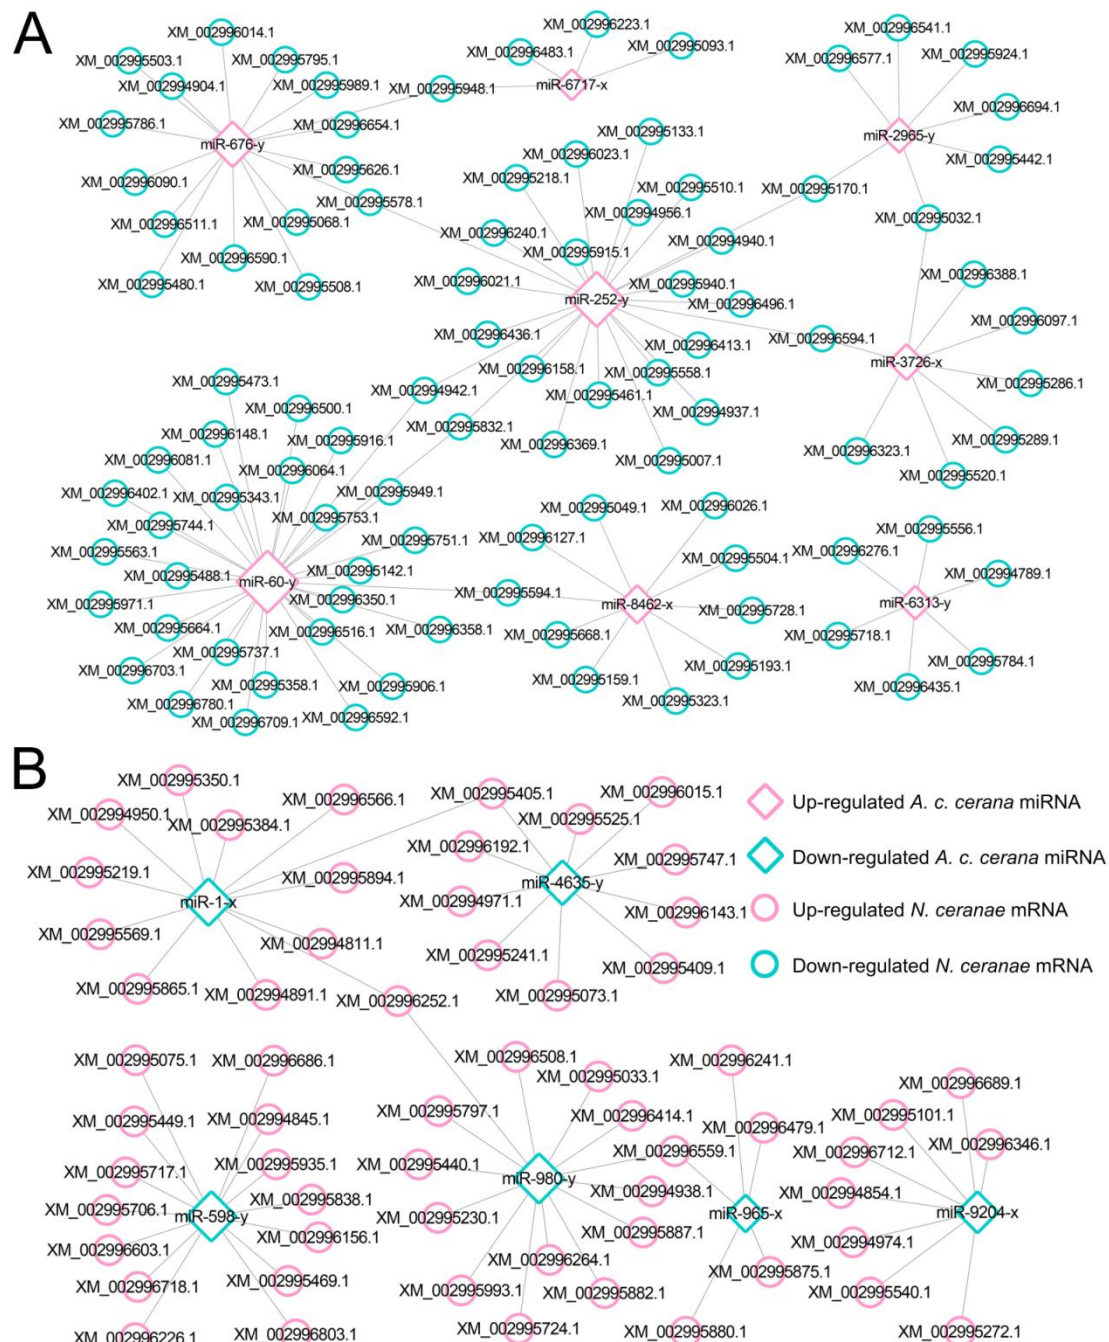 A
XM_002996014.1
XM_002995503.1
XM_002995795.1
XM_002994904.1
XM_002995989.1
XM_002995786.1
XM_002996654.1
miR-676-y
XM_002995626.1
XM_002996090.1
XM_002995578.1
XM_002996511.1
XM_002995068.1
XM_002996590.1
XM_002995480.1
XM_002995508.1
XM_002996223.1
XM_002996483.1
XM_002995093.1
XM_002995948.1
miR-6717-x
XM_002996541.1
XM_002996577.1
XM_002995924.1
XM_002996694.1
miR-2965-y
XM_002995442.1
XM_002995170.1
XM_002995032.1
XM_002995133.1
XM_002996023.1
XM_002995218.1
XM_002995510.1
XM_002994956.1
XM_002996240.1
XM_002994940.1
XM_002995915.1
XM_002996021.1
XM_002995940.1
miR-252-y
XM_002996496.1
XM_002996436.1
XM_002996413.1
XM_002996594.1
XM_002996158.1
XM_002995558.1
XM_002994942.1
XM_002995461.1
XM_002994937.1
XM_002995832.1
XM_002996369.1
XM_002995007.1
XM_002996388.1
XM_002996097.1
miR-3726-x
XM_002995286.1
XM_002995289.1
XM_002996323.1
XM_002995520.1
XM_002995473.1
XM_002996500.1
XM_002996148.1
XM_002995916.1
XM_002996081.1
XM_002996064.1
XM_002996402.1
XM_002995343.1
XM_002995949.1
XM_002995744.1
XM_002995753.1
XM_002995563.1
XM_002995751.1
XM_002995488.1
XM_002995142.1
miR-60-y
XM_002995971.1
XM_002996350.1
XM_002995594.1
XM_002995664.1
XM_002996516.1
XM_002996358.1
XM_002995737.1
XM_002996703.1
XM_002995358.1
XM_002995906.1
XM_002996780.1
XM_002996709.1
XM_002996592.1
XM_002995049.1
XM_002996026.1
XM_002996127.1
XM_002995504.1
miR-8462-x
XM_002995728.1
XM_002995668.1
XM_002995193.1
XM_002995159.1
XM_002995323.1
XM_002995556.1
XM_002996276.1
XM_002994789.1
miR-6313-y
XM_002995718.1
XM_002995784.1
XM_002996435.1
B
XM_002995350.1
XM_002994950.1
XM_002996566.1
XM_002995384.1
XM_002995219.1
XM_002995894.1
miR-1-x
XM_002995569.1
XM_002994811.1
XM_002995865.1
XM_002994891.1
XM_002996252.1
XM_002995405.1
XM_002996015.1
XM_002995525.1
XM_002996192.1
XM_002995747.1
miR-4635-y
XM_002994971.1
XM_002996143.1
XM_002995241.1
XM_002995409.1
XM_002995073.1
Up-regulated A. c. cerana miRNA
Down-regulated A. c. cerana miRNA
Up-regulated N. ceranae mRNA
Down-regulated N. ceranae mRNA
XM_002995075.1
XM_002996686.1
XM_002995449.1
XM_002994845.1
XM_002995717.1
XM_002995935.1
XM_002995706.1
XM_002995838.1
miR-598-y
XM_002996156.1
XM_002996603.1
XM_002996718.1
XM_002995469.1
XM_002996226.1
XM_002996803.1
XM_002996508.1
XM_002995033.1
XM_002995797.1
XM_002996414.1
XM_002995440.1
XM_002996559.1
miR-980-y
XM_002994938.1
XM_002995230.1
XM_002995887.1
XM_002996264.1
XM_002995993.1
XM_002995882.1
XM_002995724.1
XM_002996241.1
XM_002996479.1
miR-965-x
XM_002995875.1
XM_002995880.1
XM_002996689.1
XM_002995101.1
XM_002996346.1
XM_002996712.1
XM_002994854.1
miR-9204-x
XM_002994974.1
XM_002995540.1
XM_002995272.1